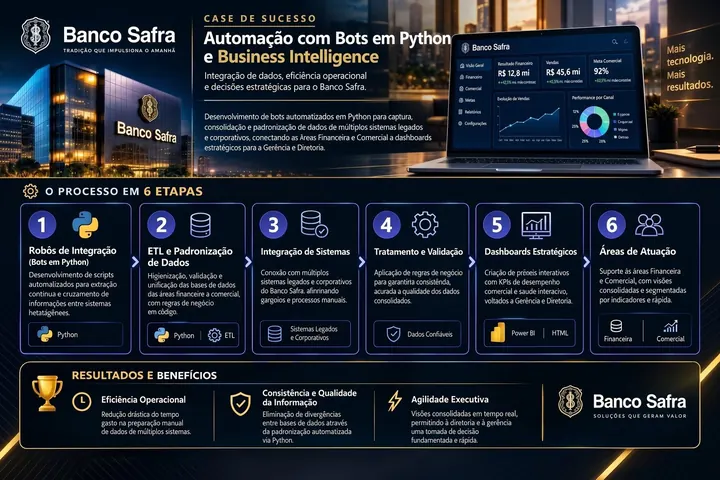 Banco Safra
TRADIÇÃO QUE IMPULSIONA O AMANHÃ
CASE DE SUCESSO
Automação com Bots em Python
e Business Intelligence
Integração de dados, eficiência operacional
e decisões estratégicas para o Banco Safra.
Desenvolvimento de bots automatizados em Python para captura,
consolidação e padronização de dados de múltiplos sistemas legados
e corporativos, conectando as Áreas Financeira e Comercial a dashboards
estratégicos para a Gerência e Diretoria.
Banco Safra
Banco Safra
Visão Geral
Financeiro
Comercial
Metas
Relatórios
Configurações
Resultado Financeiro
R$ 12,8 mi
Vendas
R$ 45,6 mi
Meta Comercial
92%
Evolução de Vendas
Performance por Canal
Mais
tecnologia.
Mais
resultados.
O PROCESSO EM 6 ETAPAS
1
Robôs de Integração
(Bots em Python)
Desenvolvimento de scripts
automatizados para extração
continua e cruzamento de
informações entre sistemas
hetatágênees.
Python
2
ETL e Padronização
de Dados
Higienização, validação e
unificação das bases de dados
das áreas financeire a comercial,
com regras de negócio
em código.
Python
ETL
3
Integração de Sistemas
Conoxão com múltiplos
sistemas legados e corporativos
do Banco Safra. afirinnando
gargoios e processos manuais.
Sistemas Legados
e Corporativos
4
Tratamento e Validação
Aplicação de regras de negócio
para garantirita consistênhcia,
acurada a qualidade dos dados
consolidados.
Dados Confiáveis
5
Dashboards Estratégicos
Criação de préieis interativos
com KPIs de desempenho
comercial e saúde interacivo,
voltados à Gerência e Diretoria.
Power BI
HTML
6
Áreas de Atuação
Suporte ás áreas Financeira
e Comercial, com visões
consolidadas e segmentadas
por indicadores e rápida.
Financeira
Comercial
RESULTADOS E BENEFÍCIOS
Eficiência Operacional
Redução drástica do tempo
gasto na preparação manual
de dados de múltiplos sistemas.
Consistência e Qualidade
da Informação
Eliminação de divergências
entre bases de dados através
da padronização automatizada
via Python.
Agilidade Executiva
Visões consolidadas em tempo real,
permitindo à diretoria e à gerência
uma tomada de decisão
fundamentada e rápida.
Banco Safra
SOLUÇÕES QUE GERAM VALOR